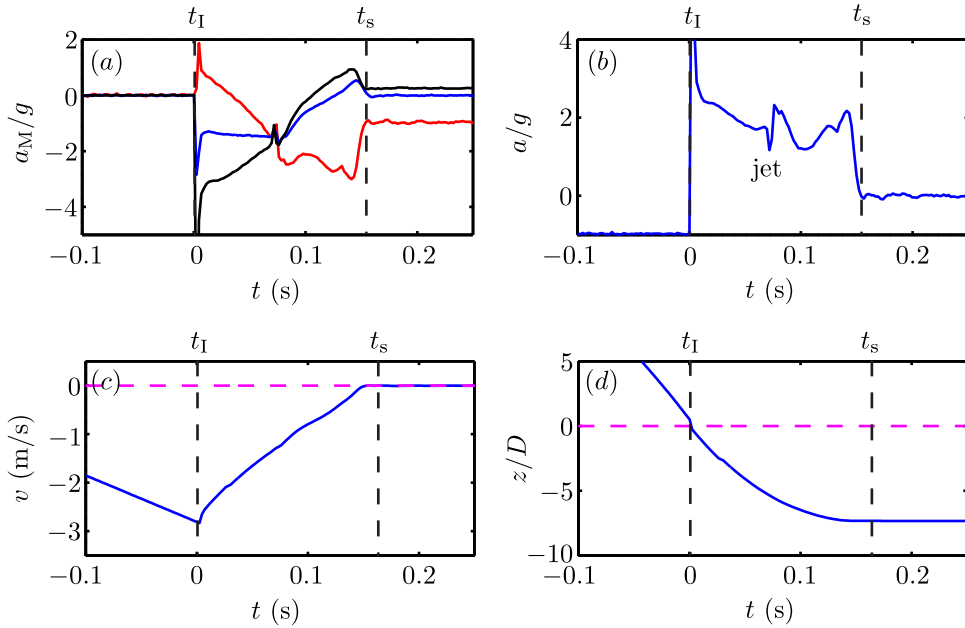 t_I t_s
(a)
a_M/g
2
0
−2
−4
−0.1 0 0.1 0.2
t (s)
t_I t_s
(b)
a/g
4
2
0
jet
−0.1 0 0.1 0.2
t (s)
t_I t_s
(c)
v (m/s)
0
−1
−2
−3
−0.1 0 0.1 0.2
t (s)
t_I t_s
(d)
z/D
5
0
−5
−10
−0.1 0 0.1 0.2
t (s)